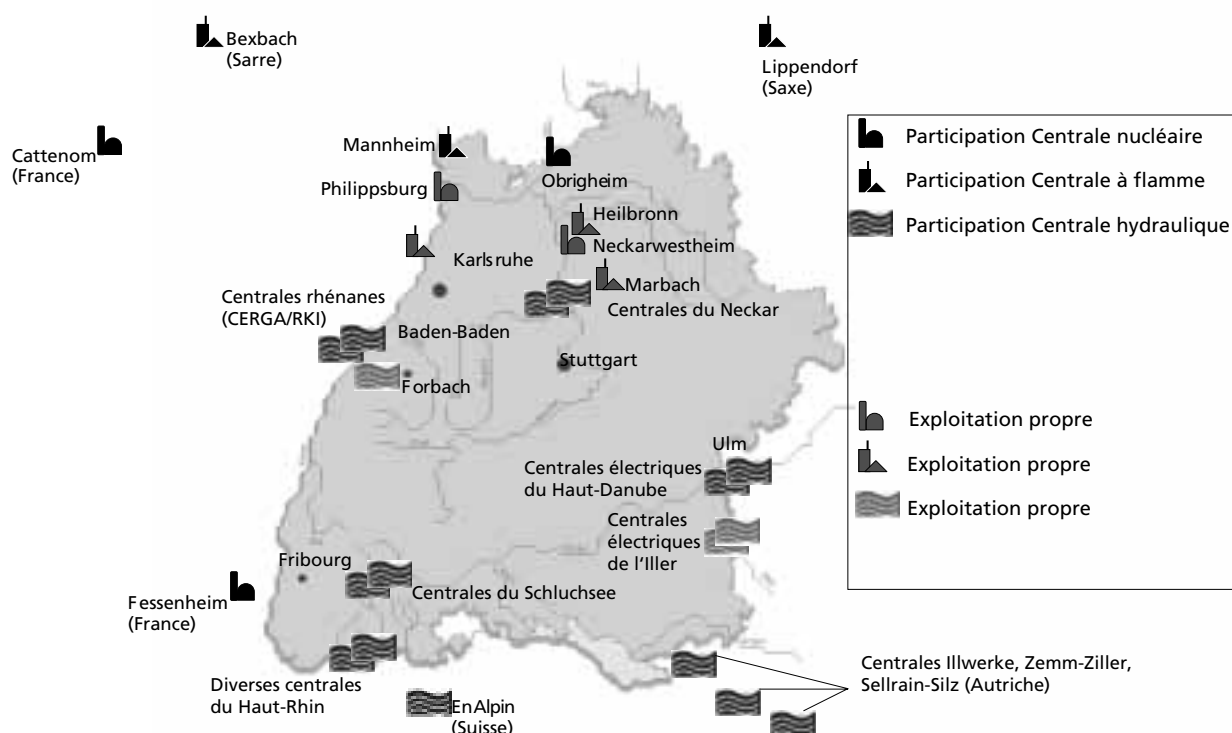 Bexbach
(Sarre)
Lippendorf
(Saxe)
Cattenom
(France)
Mannheim
Obrigheim
Philippsburg
Heilbronn
Neckarwestheim
Karlsruhe
Marbach
Centrales rhénanes
(CERGA/RKI)
Centrales du Neckar
Baden-Baden
Stuttgart
Forbach
Ulm
Centrales électriques
du Haut-Danube
Centrales
électriques
de l'Iller
Fribourg
Centrales du Schluchsee
Fessenheim
(France)
Diverses centrales
du Haut-Rhin
EnAlpin
(Suisse)
Centrales Illwerke, Zemm-Ziller,
Sellrain-Silz (Autriche)
Participation Centrale nucléaire
Participation Centrale à flamme
Participation Centrale hydraulique
Exploitation propre
Exploitation propre
Exploitation propre